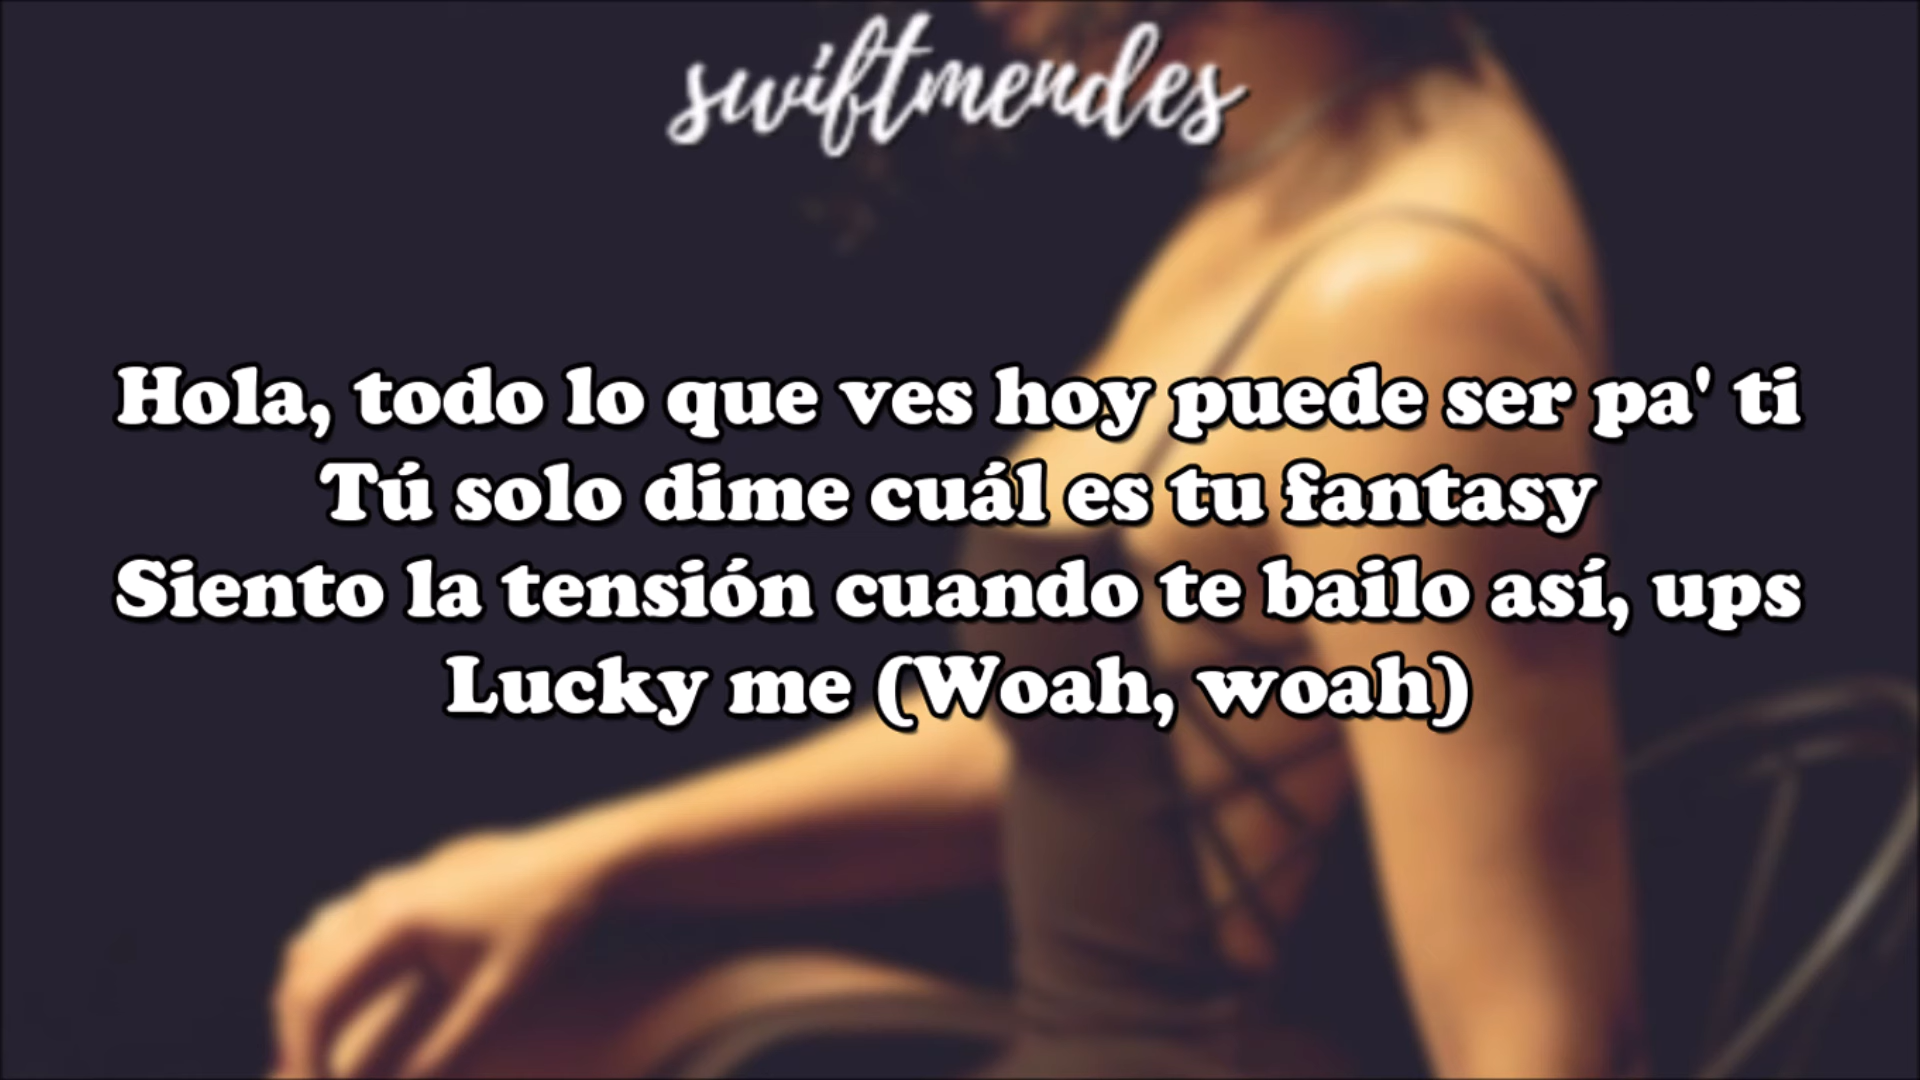 swiftmendes
Hola, todo lo que ves hoy puede ser pa' ti
Tú solo dime cuál es tu fantasy
Siento la tensión cuando te bailo así, ups
Lucky me (Woah, woah)